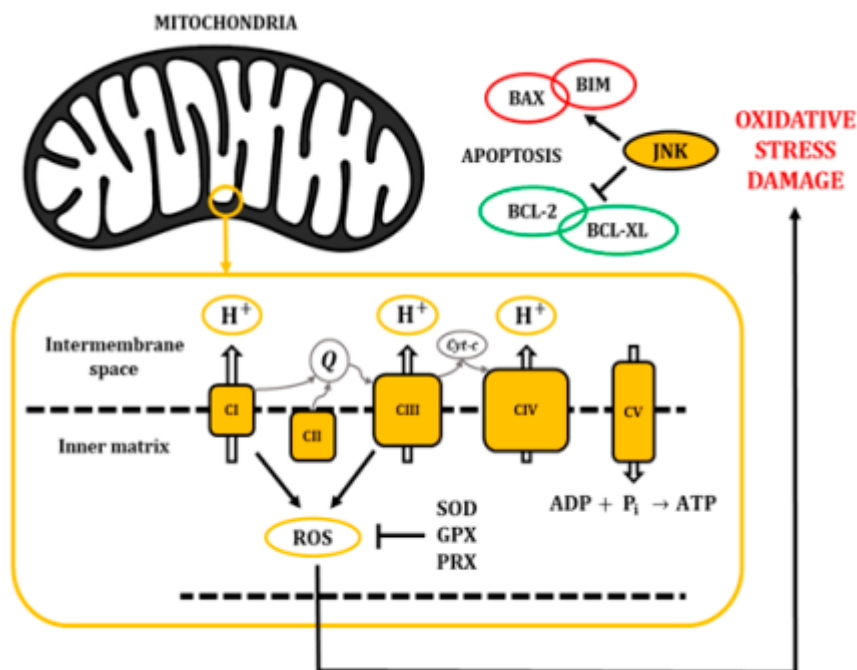 MITOCHONDRIA
BAX
BIM
APOPTOSIS
JNK
BCL-2
BCL-XL
OXIDATIVE
STRESS
DAMAGE
H⁺
H⁺
H⁺
Intermembrane
space
Q
Cyt-c
CI
CII
CIII
CIV
CV
Inner matrix
ADP + Pᵢ → ATP
ROS
SOD
GPX
PRX